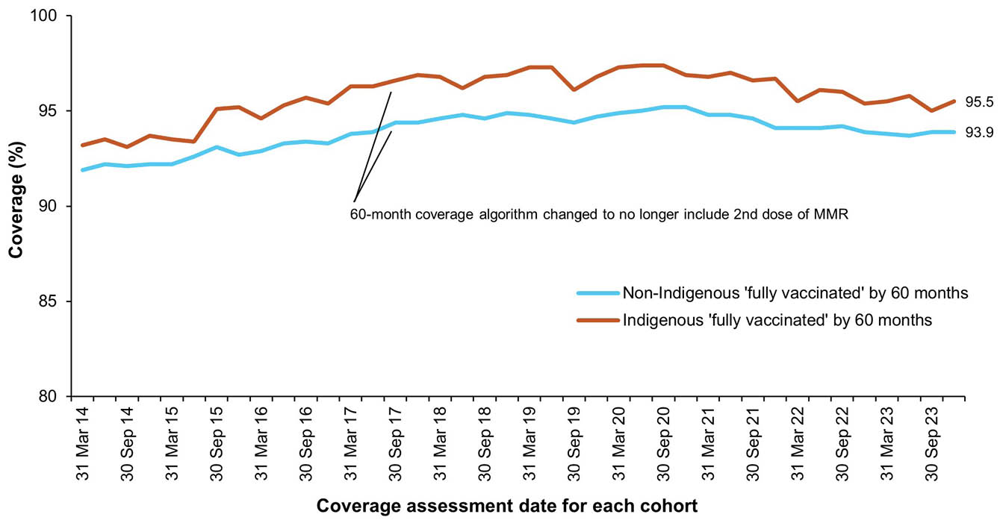 100
95
90
85
80
Coverage (%)
95.5
93.9
60-month coverage algorithm changed to no longer include 2nd dose of MMR
Non-Indigenous 'fully vaccinated' by 60 months
Indigenous 'fully vaccinated' by 60 months
31 Mar 14
30 Sep 14
31 Mar 15
30 Sep 15
31 Mar 16
30 Sep 16
31 Mar 17
30 Sep 17
31 Mar 18
30 Sep 18
31 Mar 19
30 Sep 19
31 Mar 20
30 Sep 20
31 Mar 21
30 Sep 21
31 Mar 22
30 Sep 22
31 Mar 23
30 Sep 23
Coverage assessment date for each cohort